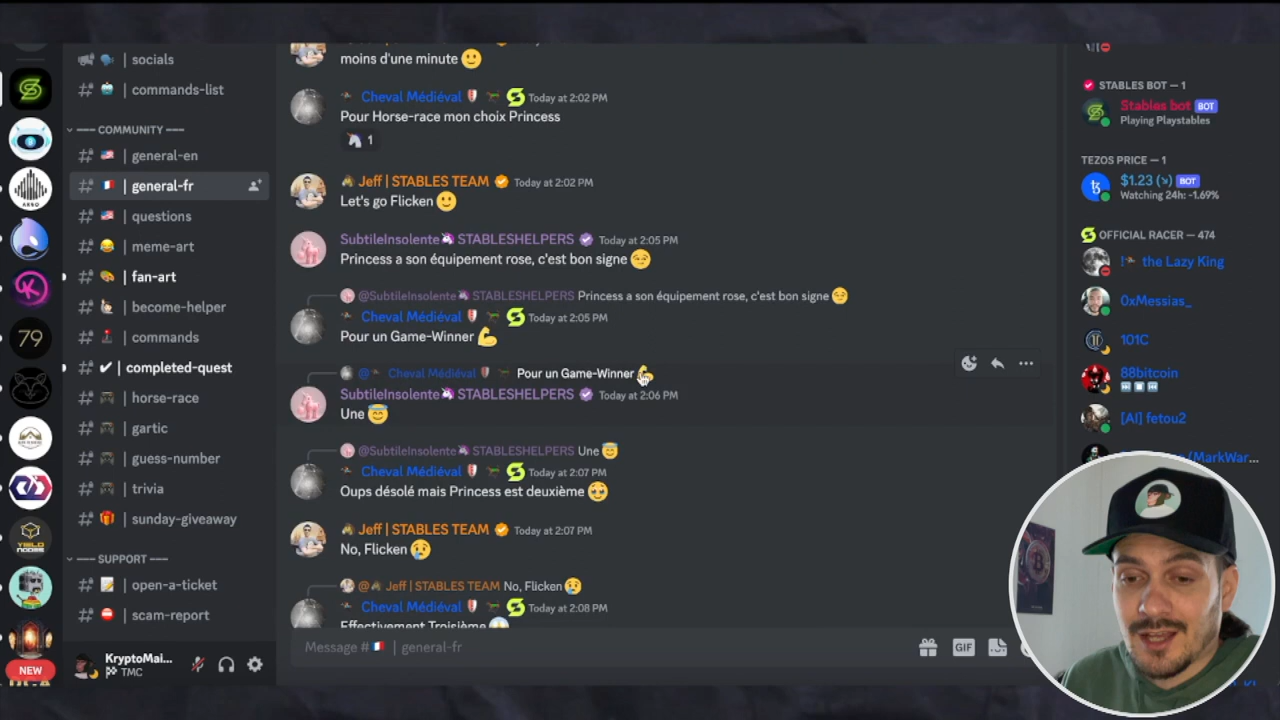 socials
commands-list
COMMUNITY
general-en
general-fr
questions
meme-art
fan-art
become-helper
commands
completed-quest
horse-race
gartic
guess-number
trivia
sunday-giveaway
SUPPORT
open-a-ticket
scam-report
79
YIELD
NODES
NEW
KryptoMai...
TMC
moins d'une minute 🙂
Cheval Médiéval Today at 2:02 PM
Pour Horse-race mon choix Princess
1
Jeff | STABLES TEAM Today at 2:02 PM
Let's go Flicken 🙂
SubtileInsolente🦄 STABLESHELPERS Today at 2:05 PM
Princess a son équipement rose, c'est bon signe 😏
@SubtileInsolente🦄 STABLESHELPERS Princess a son équipement rose, c'est bon signe 😏
Cheval Médiéval Today at 2:05 PM
Pour un Game-Winner 💪
@ Cheval Médiéval Pour un Game-Winner 💪
SubtileInsolente🦄 STABLESHELPERS Today at 2:06 PM
Une 😇
@SubtileInsolente🦄 STABLESHELPERS Une 😇
Cheval Médiéval Today at 2:07 PM
Oups désolé mais Princess est deuxième 🥹
Jeff | STABLES TEAM Today at 2:07 PM
No, Flicken 😢
@ Jeff | STABLES TEAM No, Flicken 😢
Cheval Médiéval Today at 2:08 PM
Effectivement Troisième 😱
Message # | general-fr
GIF
STABLES BOT — 1
Stables bot BOT
Playing Playstables
TEZOS PRICE — 1
$1.23 (↘) BOT
Watching 24h: -1.69%
OFFICIAL RACER — 474
! the Lazy King
0xMessias_
101C
88bitcoin
[AI] fetou2
/MarkWar...